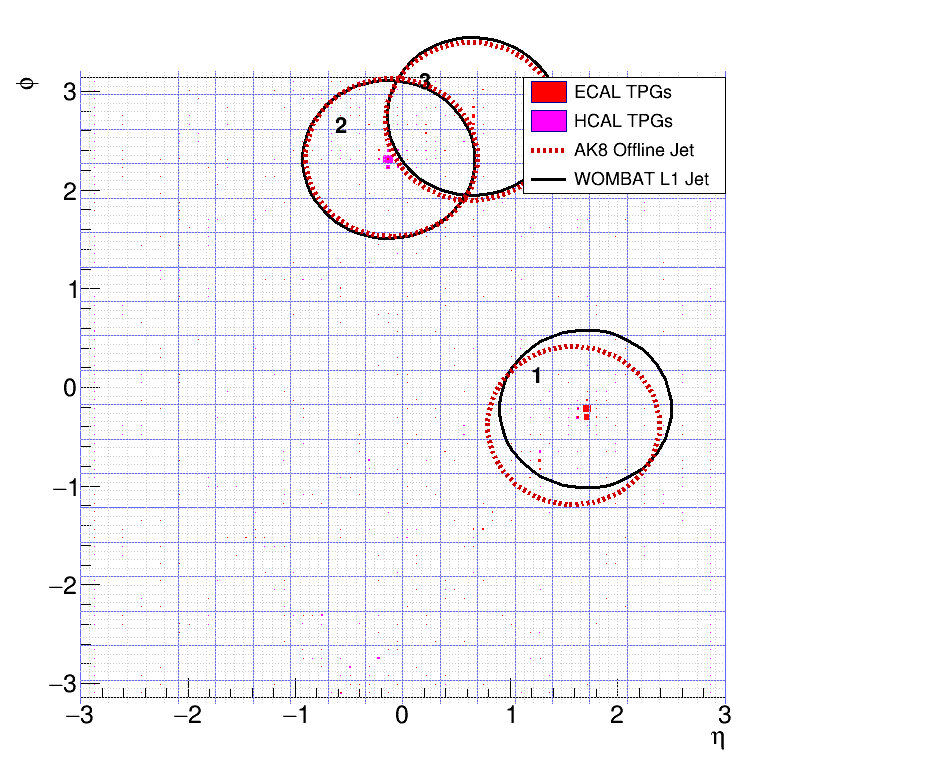 ϕ
3
2
1
0
−1
−2
−3
3
2
1
ECAL TPGs
HCAL TPGs
AK8 Offline Jet
WOMBAT L1 Jet
−3 −2 −1 0 1 2 3
η